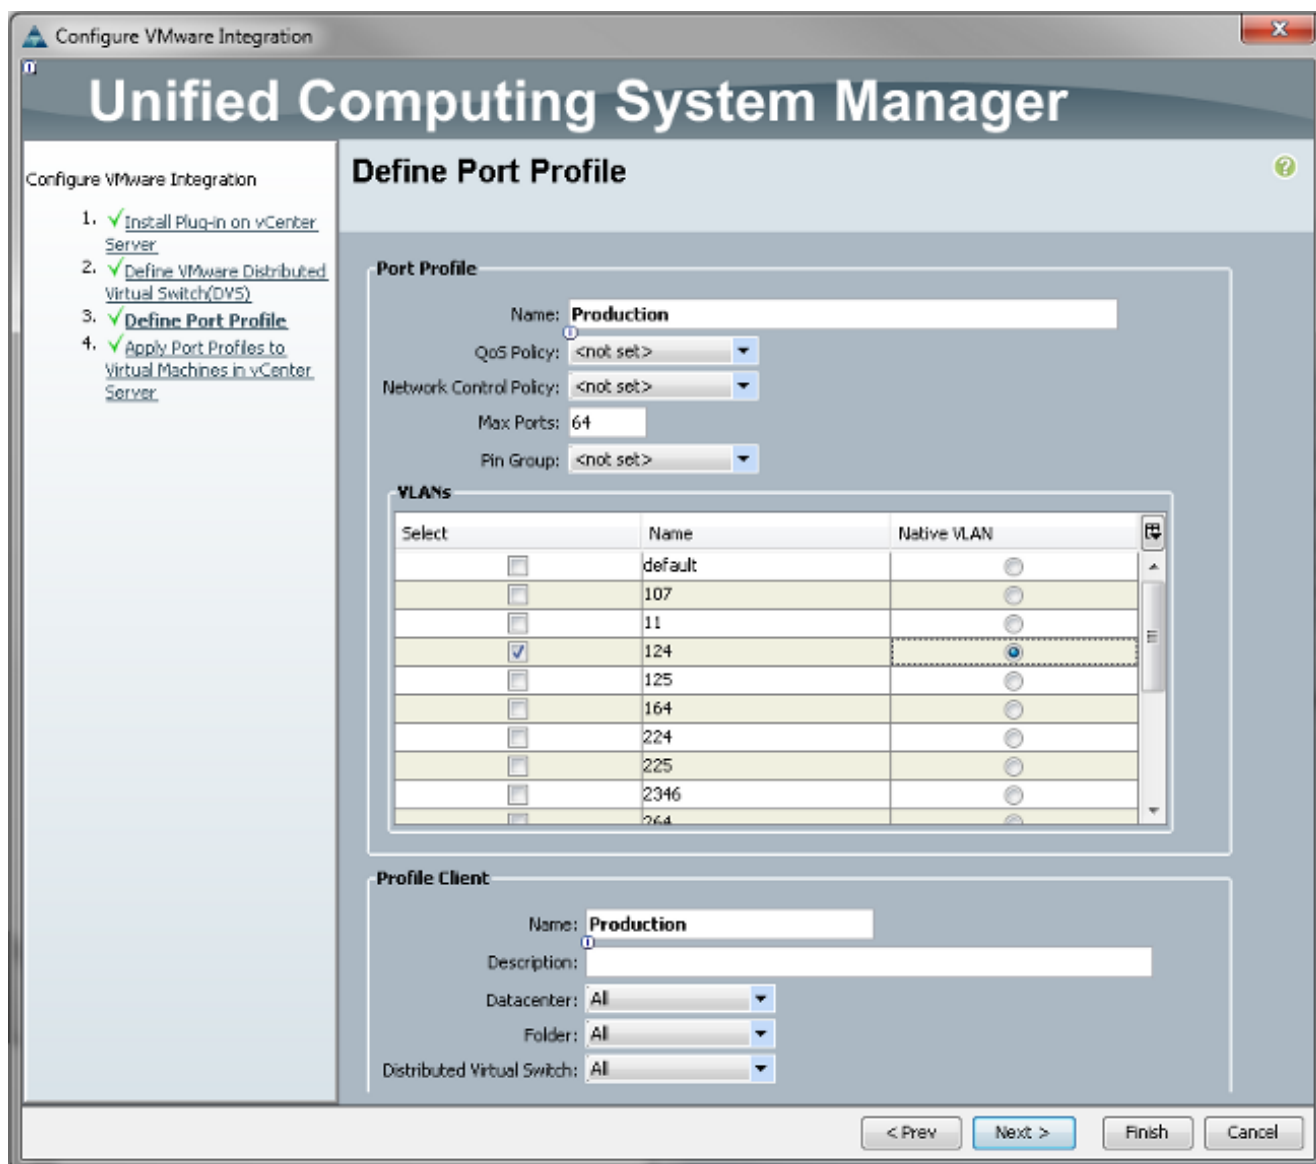 Configure VMware Integration
Unified Computing System Manager
Configure VMware Integration
1. Install Plug-in on vCenter
Server
2. Define VMware Distributed
Virtual Switch(DVS)
3. Define Port Profile
4. Apply Port Profiles to
Virtual Machines in vCenter
Server
Define Port Profile
Port Profile
Name: Production
QoS Policy: <not set>
Network Control Policy: <not set>
Max Ports: 64
Pin Group: <not set>
VLANs
Select Name Native VLAN
default
107
11
124
125
164
224
225
2346
264
Profile Client
Name: Production
Description:
Datacenter: All
Folder: All
Distributed Virtual Switch: All
< Prev Next > Finish Cancel